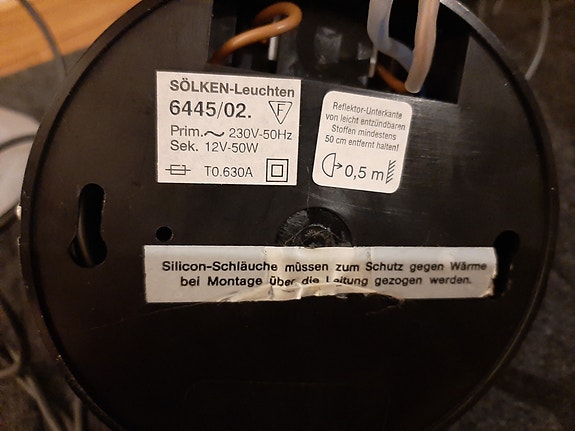 SÖLKEN-Leuchten
6445/02. F
Prim. ~ 230V-50Hz
Sek. 12V-50W
T0.630A
Reflektor-Unterkante
von leicht entzündbaren
Stoffen mindestens
50 cm entfernt halten!
0,5 m
Silicon-Schläuche müssen zum Schutz gegen Wärme
bei Montage über die Leitung gezogen werden.